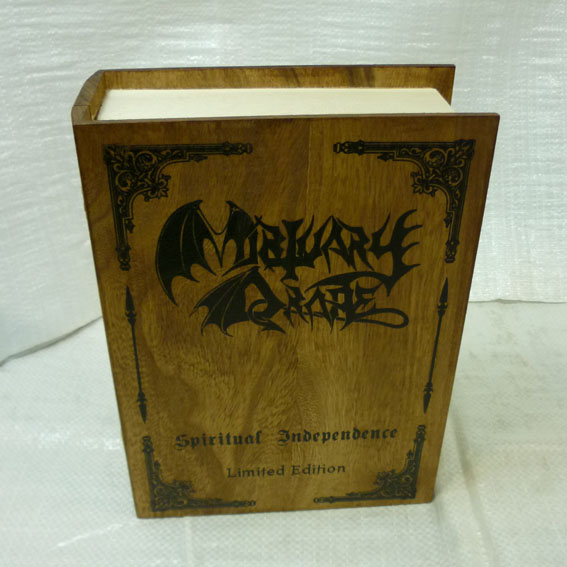 Mortuary
Drape
Spiritual Independence
Limited Edition